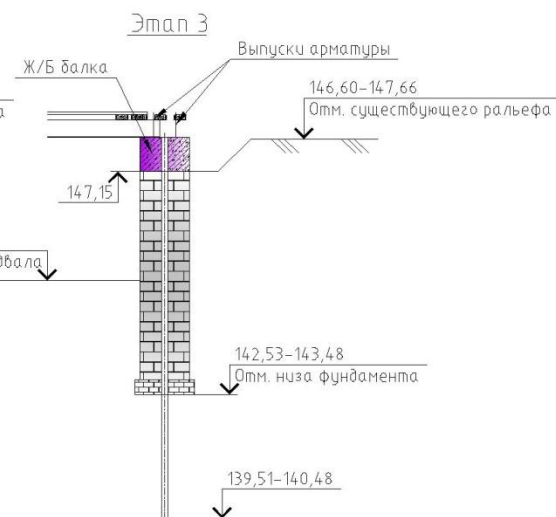 Этап 3
Выпуски арматуры
Ж/Б балка
146,60-147,66
Отм. существующего ральефа
147,15
142,53-143,48
Отм. низа фундамента
139,51-140,48